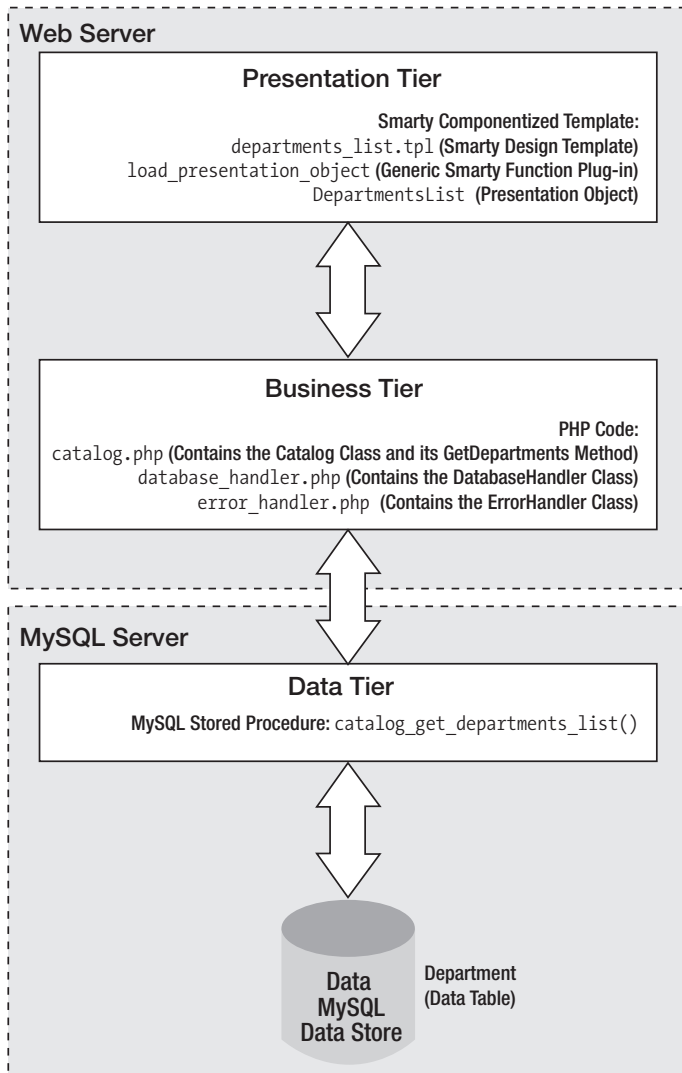 Web Server
Presentation Tier
Smarty Componentized Template:
departments_list.tpl (Smarty Design Template)
load_presentation_object (Generic Smarty Function Plug-in)
DepartmentsList (Presentation Object)
Business Tier
PHP Code:
catalog.php (Contains the Catalog Class and its GetDepartments Method)
database_handler.php (Contains the DatabaseHandler Class)
error_handler.php (Contains the ErrorHandler Class)
MySQL Server
Data Tier
MySQL Stored Procedure: catalog_get_departments_list()
Data
MySQL
Data Store
Department
(Data Table)